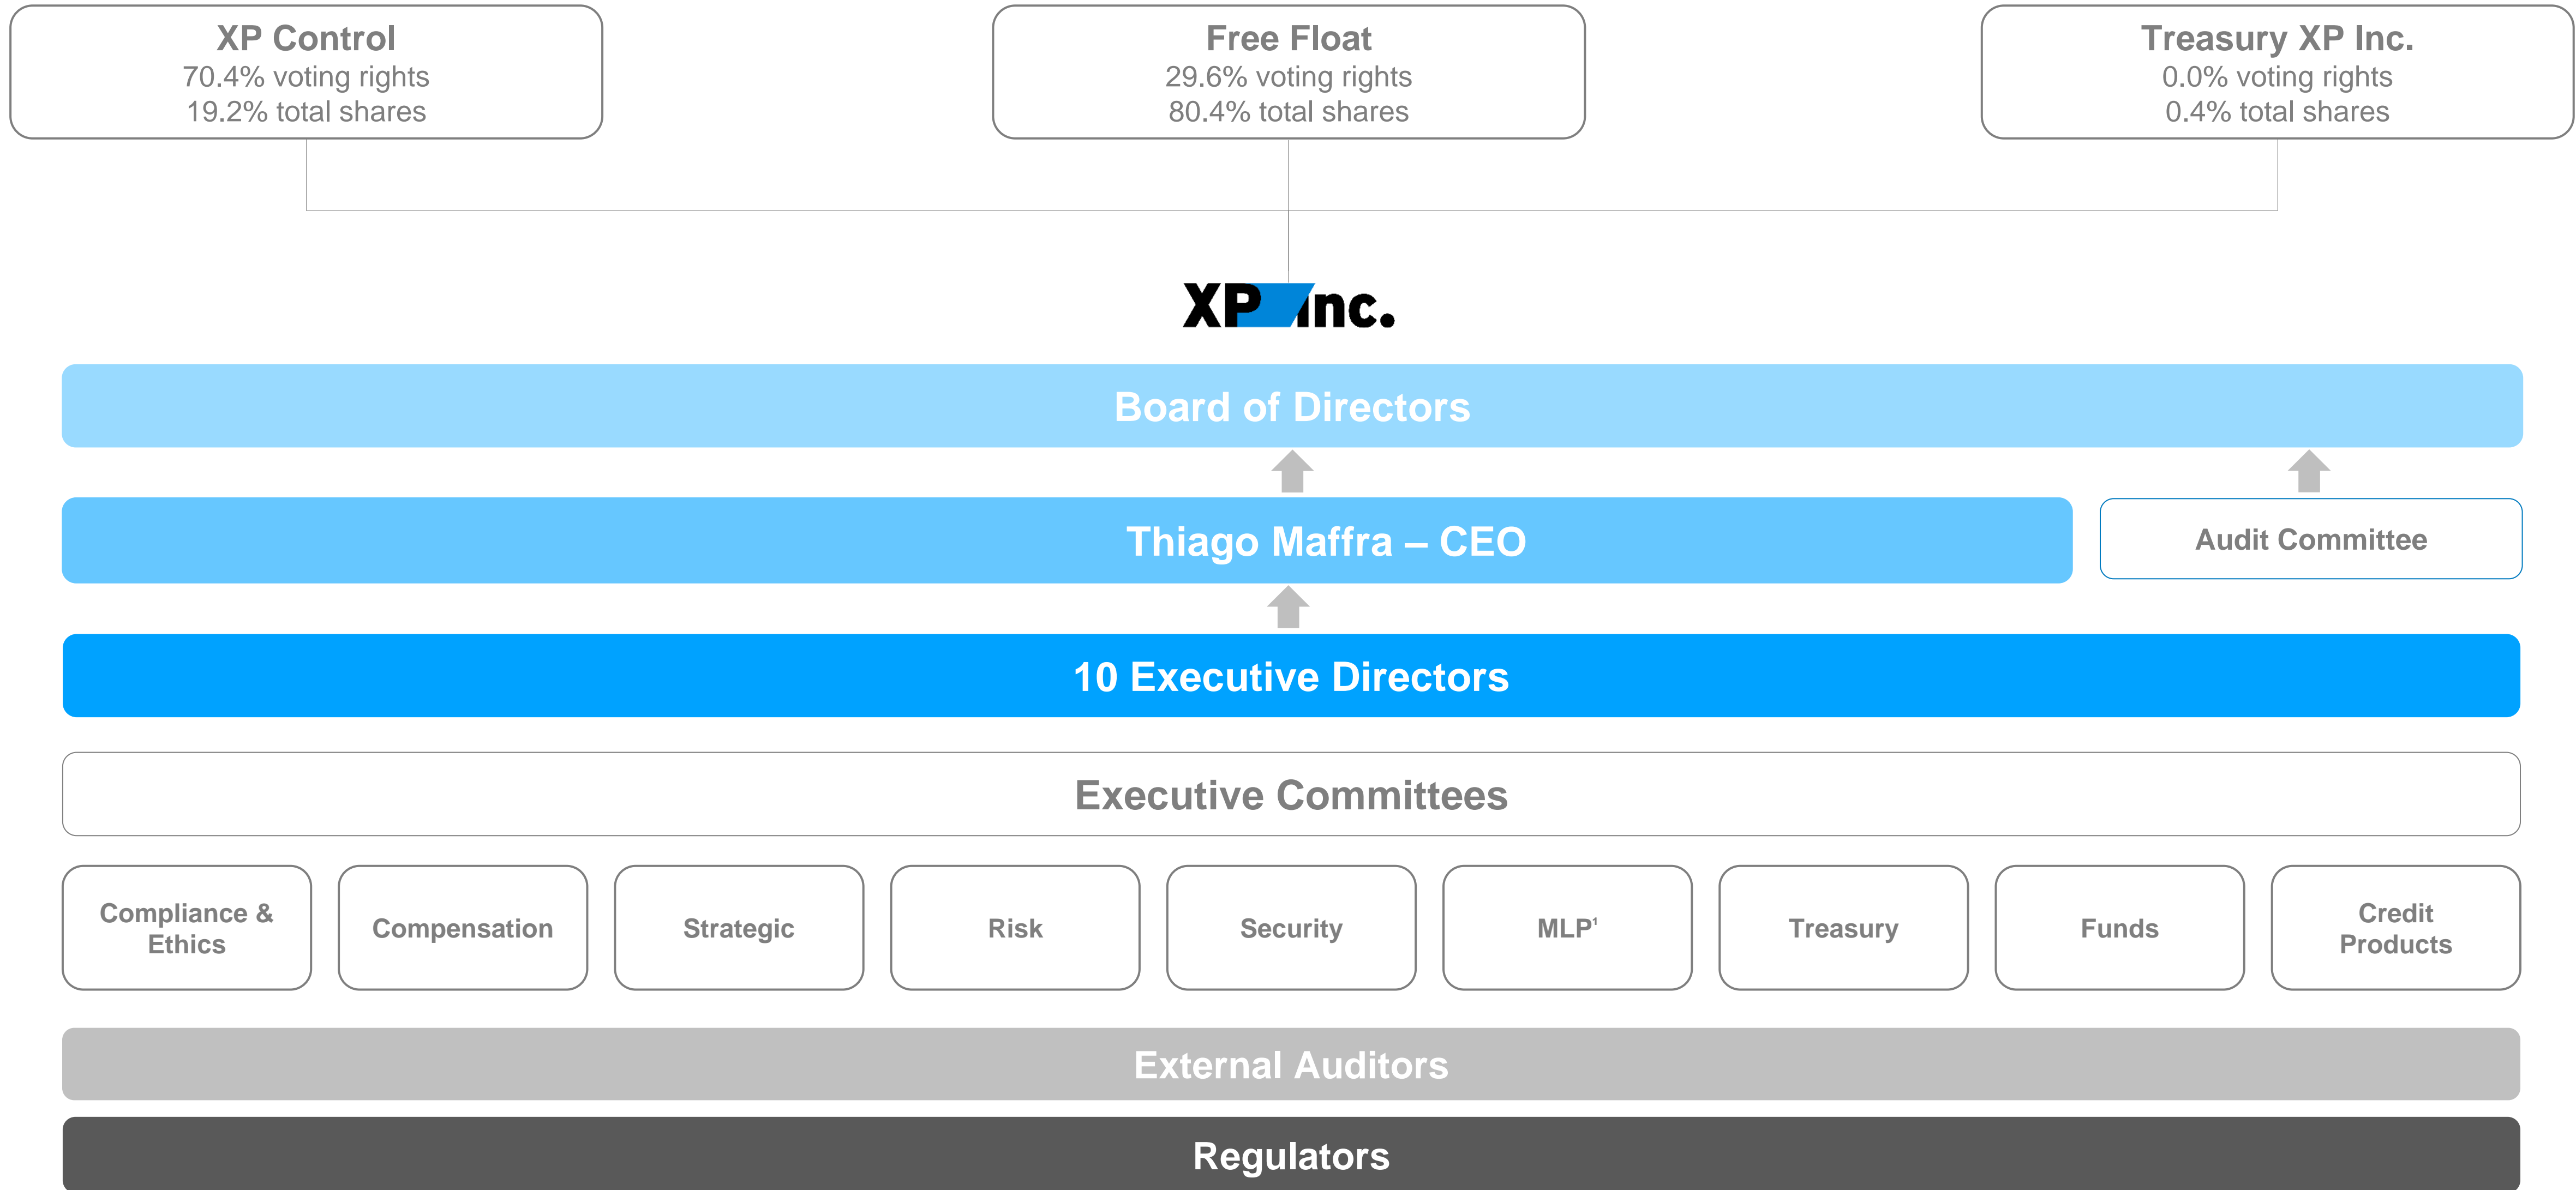 XP Control
70.4% voting rights
19.2% total shares
Free Float
29.6% voting rights
80.4% total shares
Treasury XP Inc.
0.0% voting rights
0.4% total shares
XP Inc.
Board of Directors
Thiago Maffra – CEO
Audit Committee
10 Executive Directors
Executive Committees
Compliance &
Ethics
Compensation
Strategic
Risk
Security
MLP¹
Treasury
Funds
Credit
Products
External Auditors
Regulators